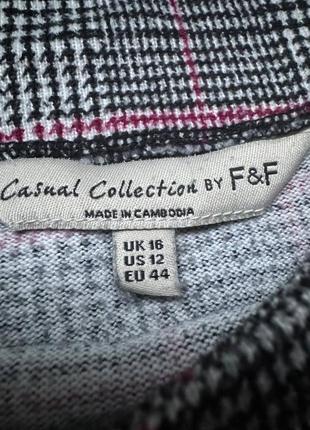 Casual Collection BY F&F
MADE IN CAMBODIA
UK 16
US 12
EU 44